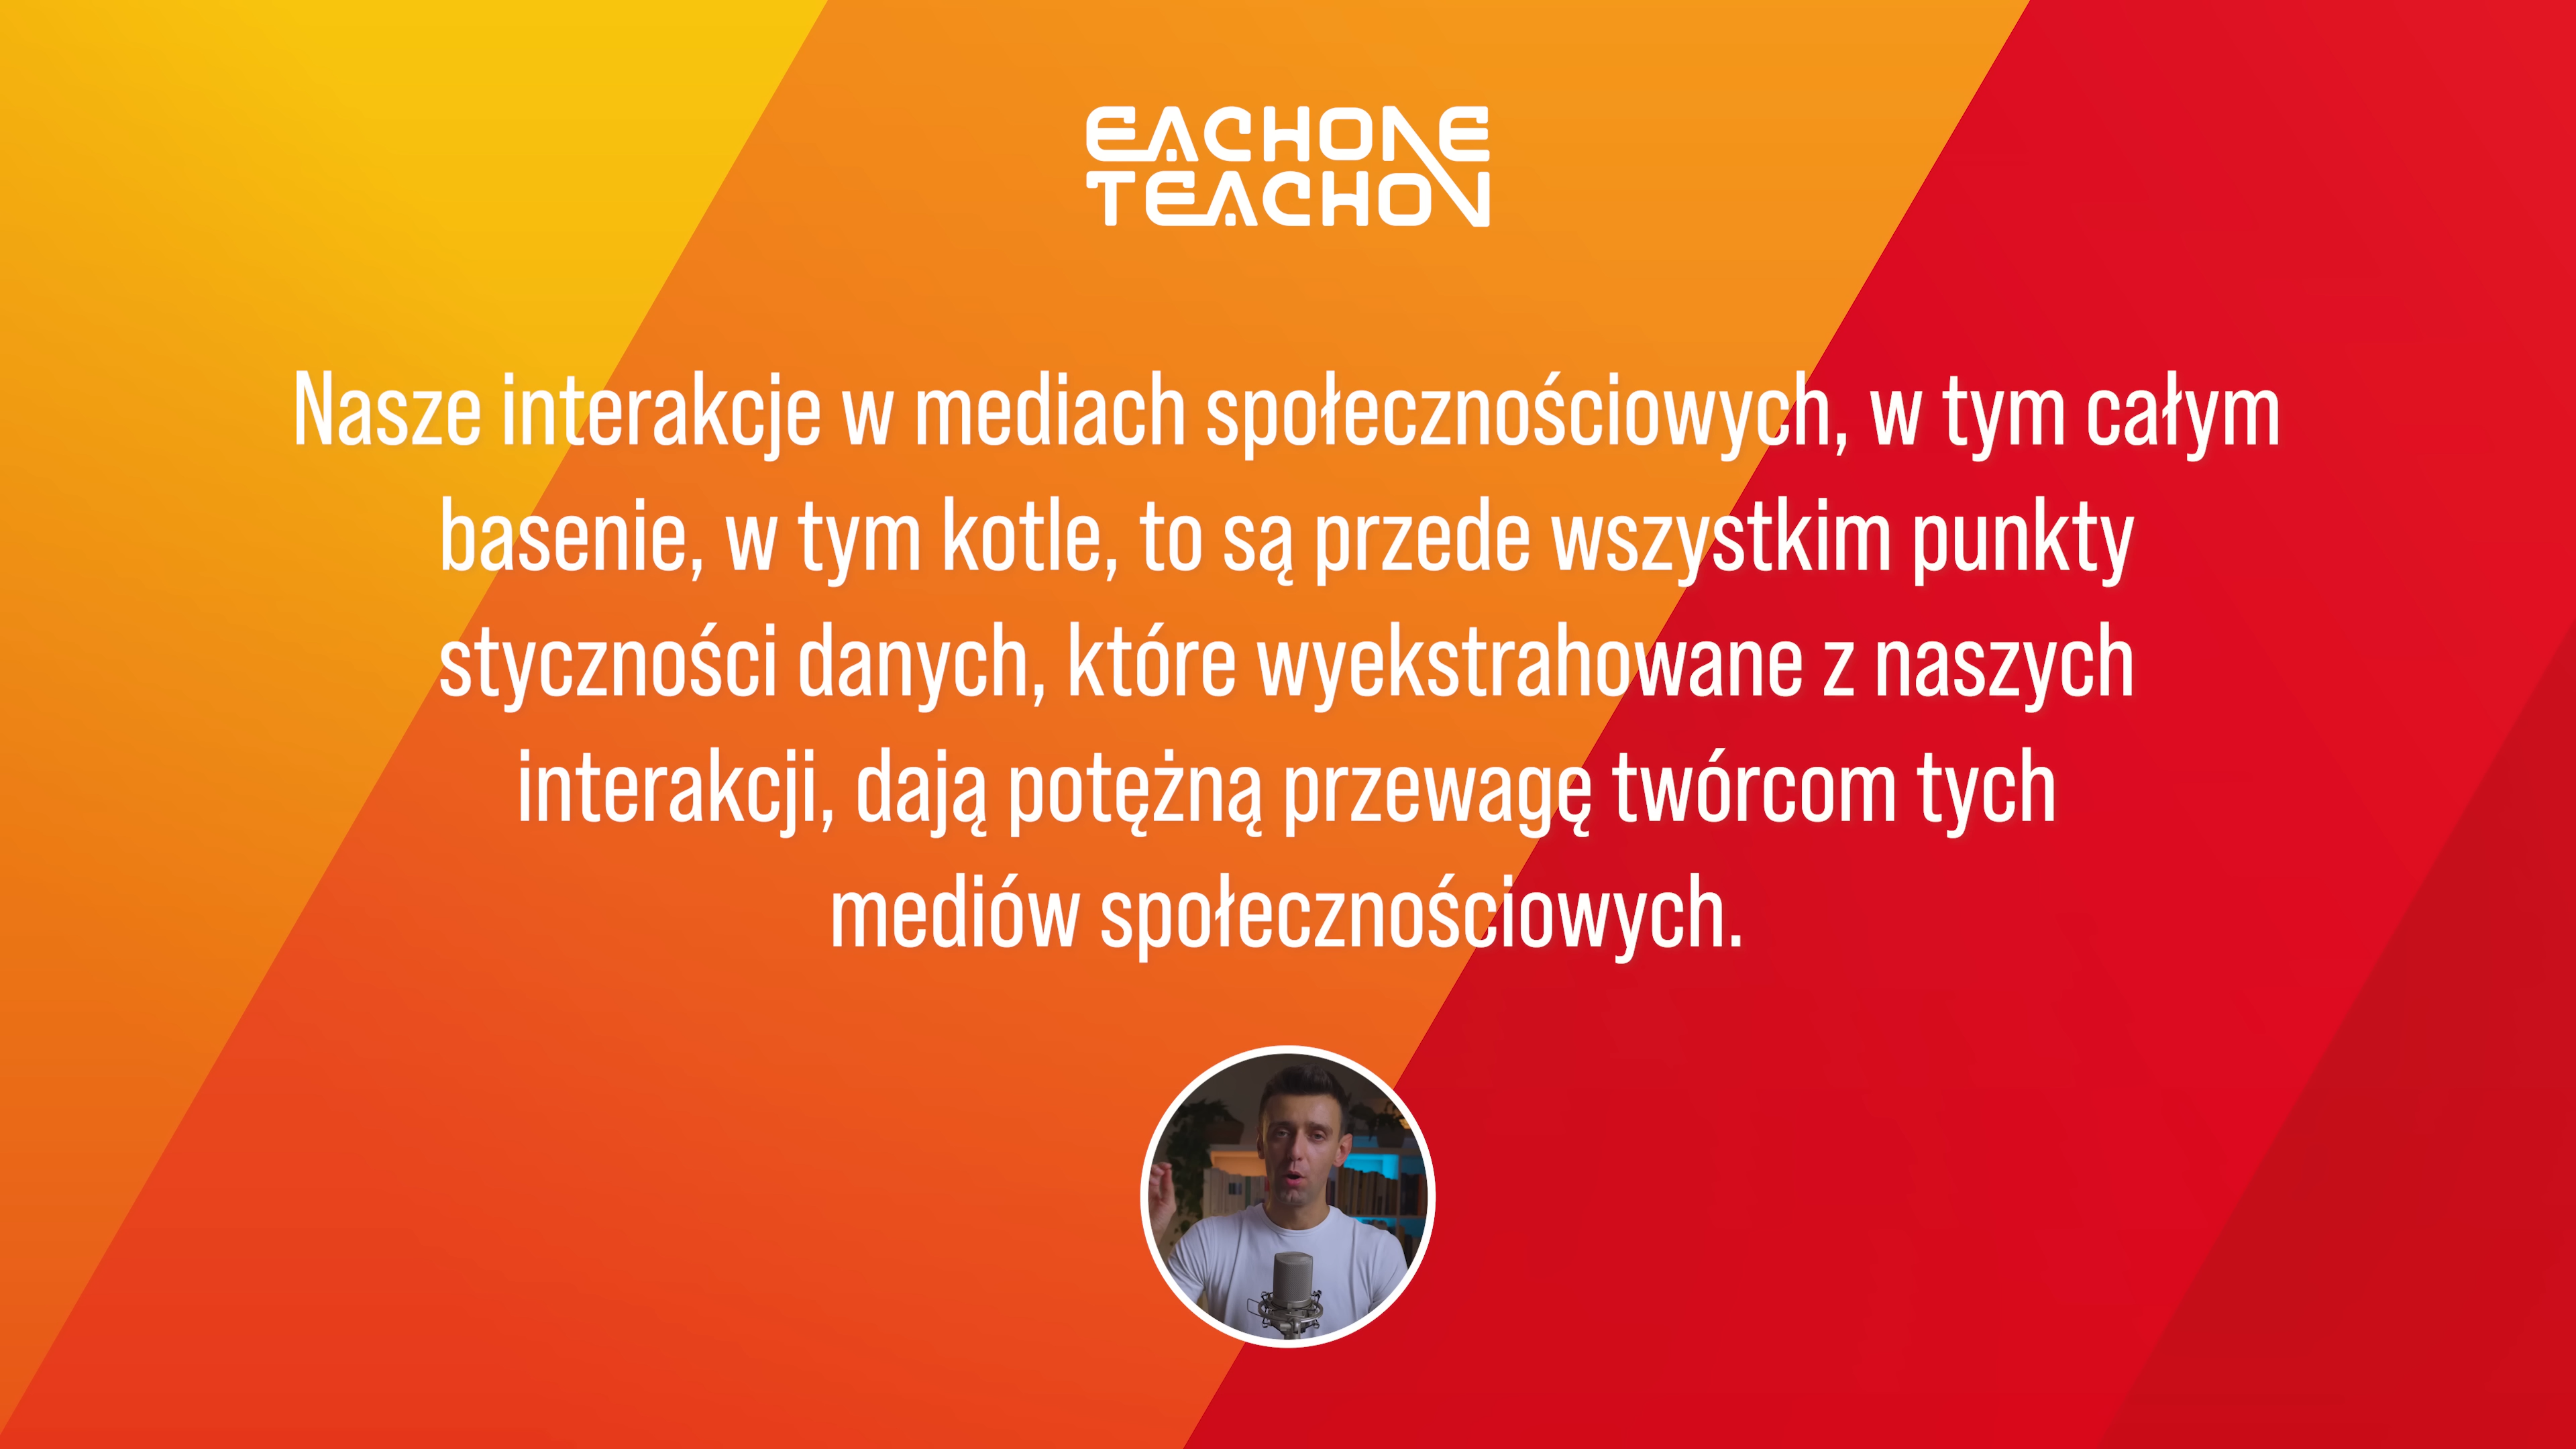 EACHONE
TEACHON
Nasze interakcje w mediach społecznościowych, w tym całym
basenie, w tym kotle, to są przede wszystkim punkty
styczności danych, które wyekstrahowane z naszych
interakcji, dają potężną przewagę twórcom tych
mediów społecznościowych.